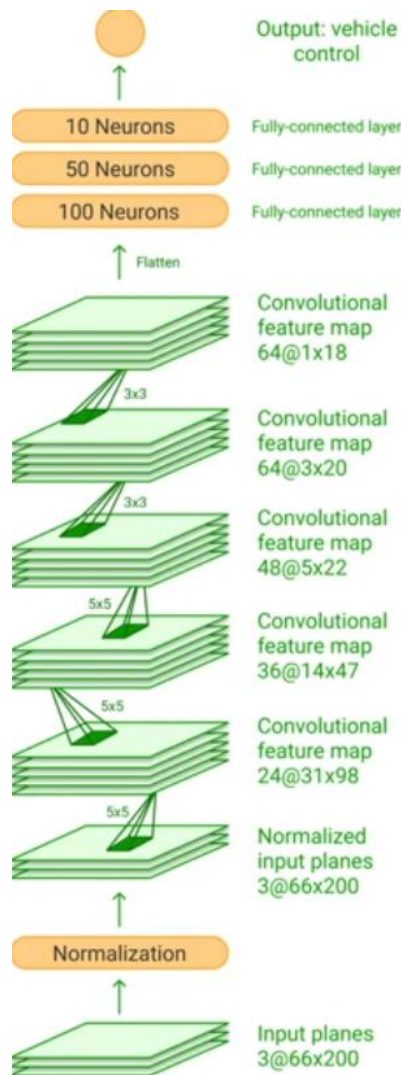 Output: vehicle
control
10 Neurons
Fully-connected layer
50 Neurons
Fully-connected layer
100 Neurons
Fully-connected layer
Flatten
Convolutional
feature map
64@1x18
3x3
Convolutional
feature map
64@3x20
3x3
Convolutional
feature map
48@5x22
5x5
Convolutional
feature map
36@14x47
5x5
Convolutional
feature map
24@31x98
5x5
Normalized
input planes
3@66x200
Normalization
Input planes
3@66x200